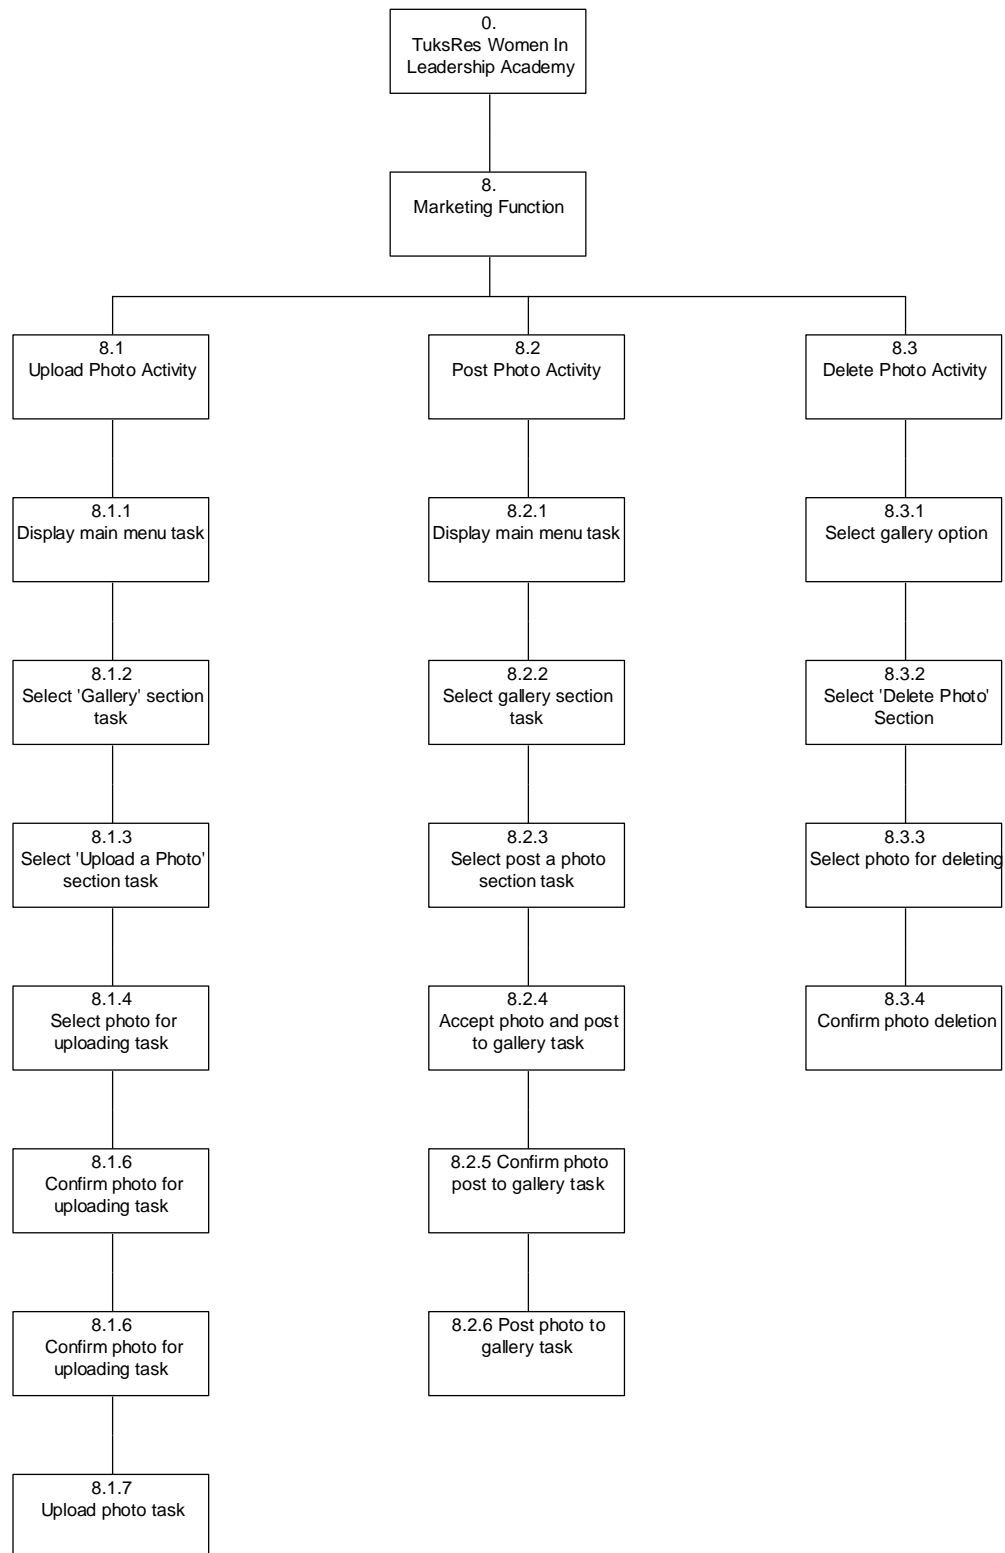 0.
TuksRes Women In
Leadership Academy
8.
Marketing Function
8.1
Upload Photo Activity
8.2
Post Photo Activity
8.3
Delete Photo Activity
8.1.1
Display main menu task
8.2.1
Display main menu task
8.3.1
Select gallery option
8.1.2
Select 'Gallery' section
task
8.2.2
Select gallery section
task
8.3.2
Select 'Delete Photo'
Section
8.1.3
Select 'Upload a Photo'
section task
8.2.3
Select post a photo
section task
8.3.3
Select photo for deleting
8.1.4
Select photo for
uploading task
8.2.4
Accept photo and post
to gallery task
8.3.4
Confirm photo deletion
8.1.6
Confirm photo for
uploading task
8.2.5 Confirm photo
post to gallery task
8.1.6
Confirm photo for
uploading task
8.2.6 Post photo to
gallery task
8.1.7
Upload photo task